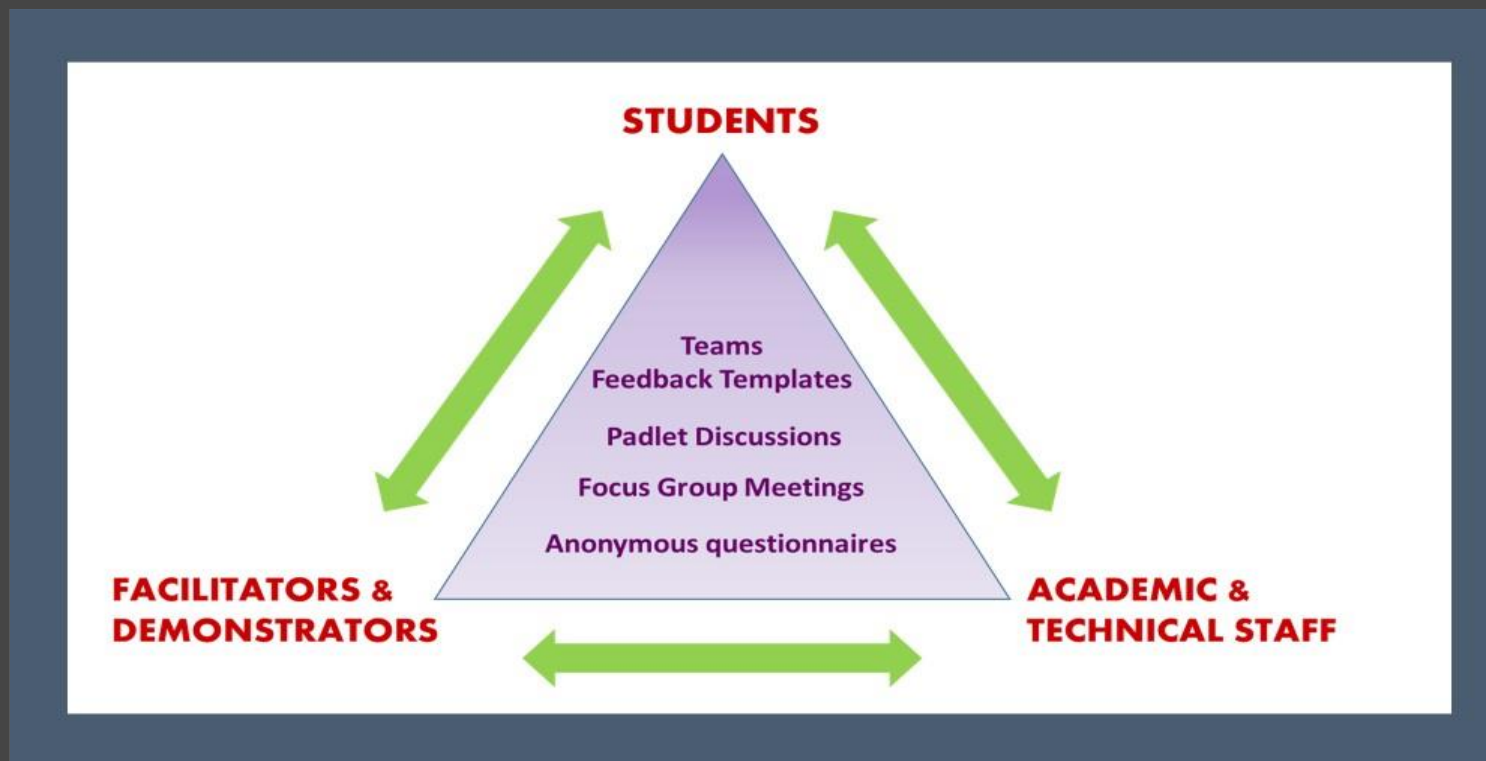 STUDENTS
Teams
Feedback Templates
Padlet Discussions
Focus Group Meetings
Anonymous questionnaires
FACILITATORS &
DEMONSTRATORS
ACADEMIC &
TECHNICAL STAFF